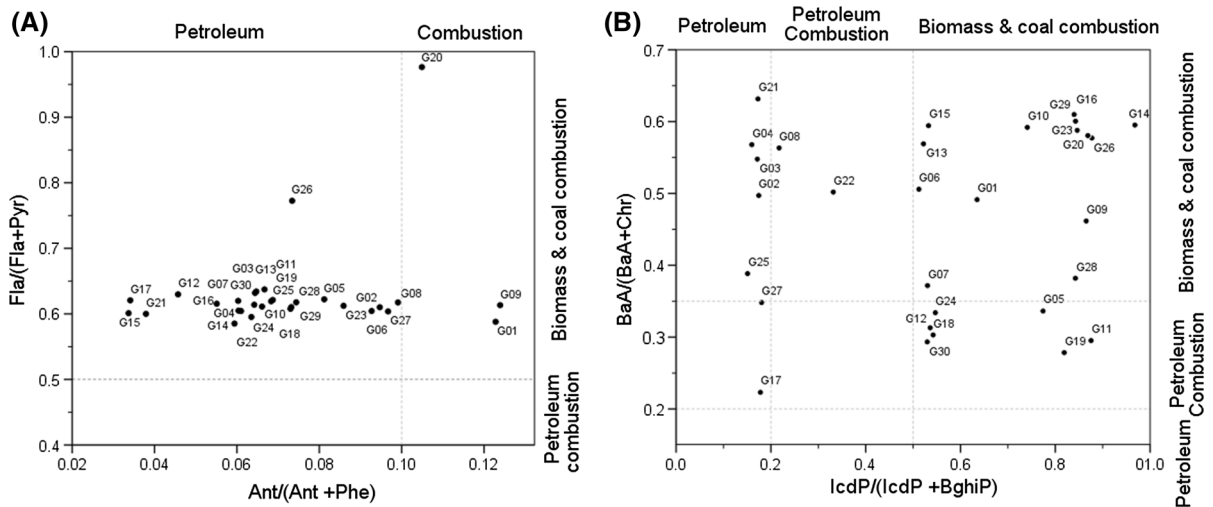 (A)
Petroleum
Combustion
1.0
0.9
0.8
0.7
0.6
0.5
0.4
Fla/(Fla+Pyr)
G20
G26
G03
G13
G11
G19
G17
G12
G07
G30
G25
G28
G05
G02
G08
G09
G16
G21
G15
G04
G10
G14
G29
G23
G27
G24
G18
G06
G01
G22
0.02
0.04
0.06
0.08
0.10
0.12
Ant/(Ant +Phe)
Biomass & coal combustion
Petroleum
combustion
(B)
Petroleum
Petroleum
Combustion
Biomass & coal combustion
0.7
0.6
0.5
0.4
0.3
0.2
BaA/(BaA+Chr)
G21
G29
G16
G15
G10
G14
G04
G08
G23
G13
G20
G26
G03
G02
G22
G06
G01
G09
G25
G07
G28
G27
G24
G05
G12
G18
G11
G30
G19
G17
0.0
0.2
0.4
0.6
0.8
01.0
IcdP/(IcdP +BghiP)
Biomass & coal combustion
Petroleum
Combustion
Petroleum